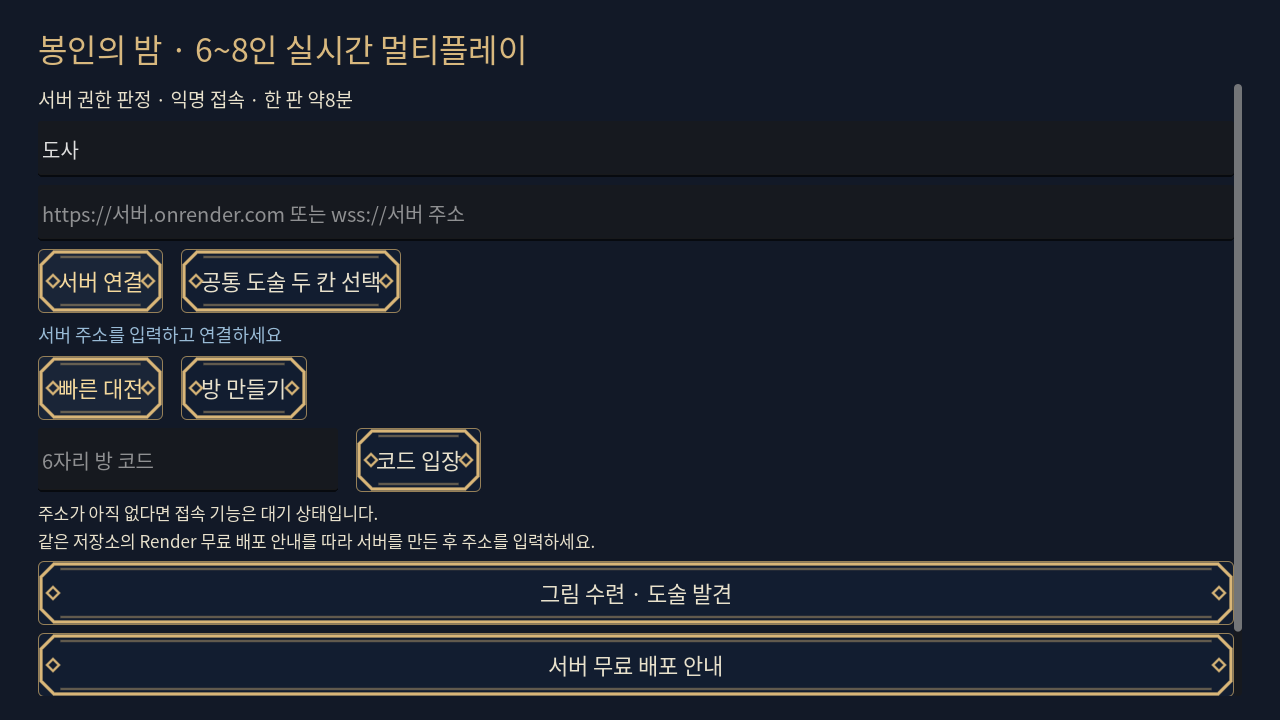 봉인의 밤 · 6~8인 실시간 멀티플레이
서버 권한 판정 · 익명 접속 · 한 판 약8분
도사
https://서버.onrender.com 또는 wss://서버 주소
서버 연결
공통 도술 두 칸 선택
서버 주소를 입력하고 연결하세요
빠른 대전
방 만들기
6자리 방 코드
코드 입장
주소가 아직 없다면 접속 기능은 대기 상태입니다.
같은 저장소의 Render 무료 배포 안내를 따라 서버를 만든 후 주소를 입력하세요.
그림 수련 · 도술 발견
서버 무료 배포 안내